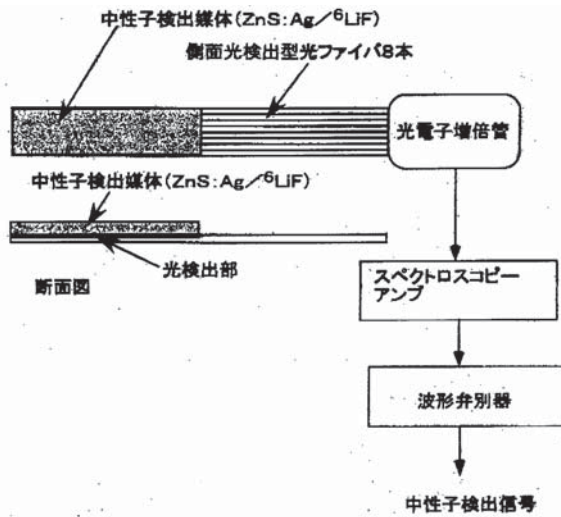 中性子検出媒体(ZnS:Ag／⁶LiF)
側面光検出型光ファイバ8本
光電子増倍管
中性子検出媒体(ZnS:Ag／⁶LiF)
光検出部
断面図
スペクトロスコピー
アンプ
波形弁別器
中性子検出信号